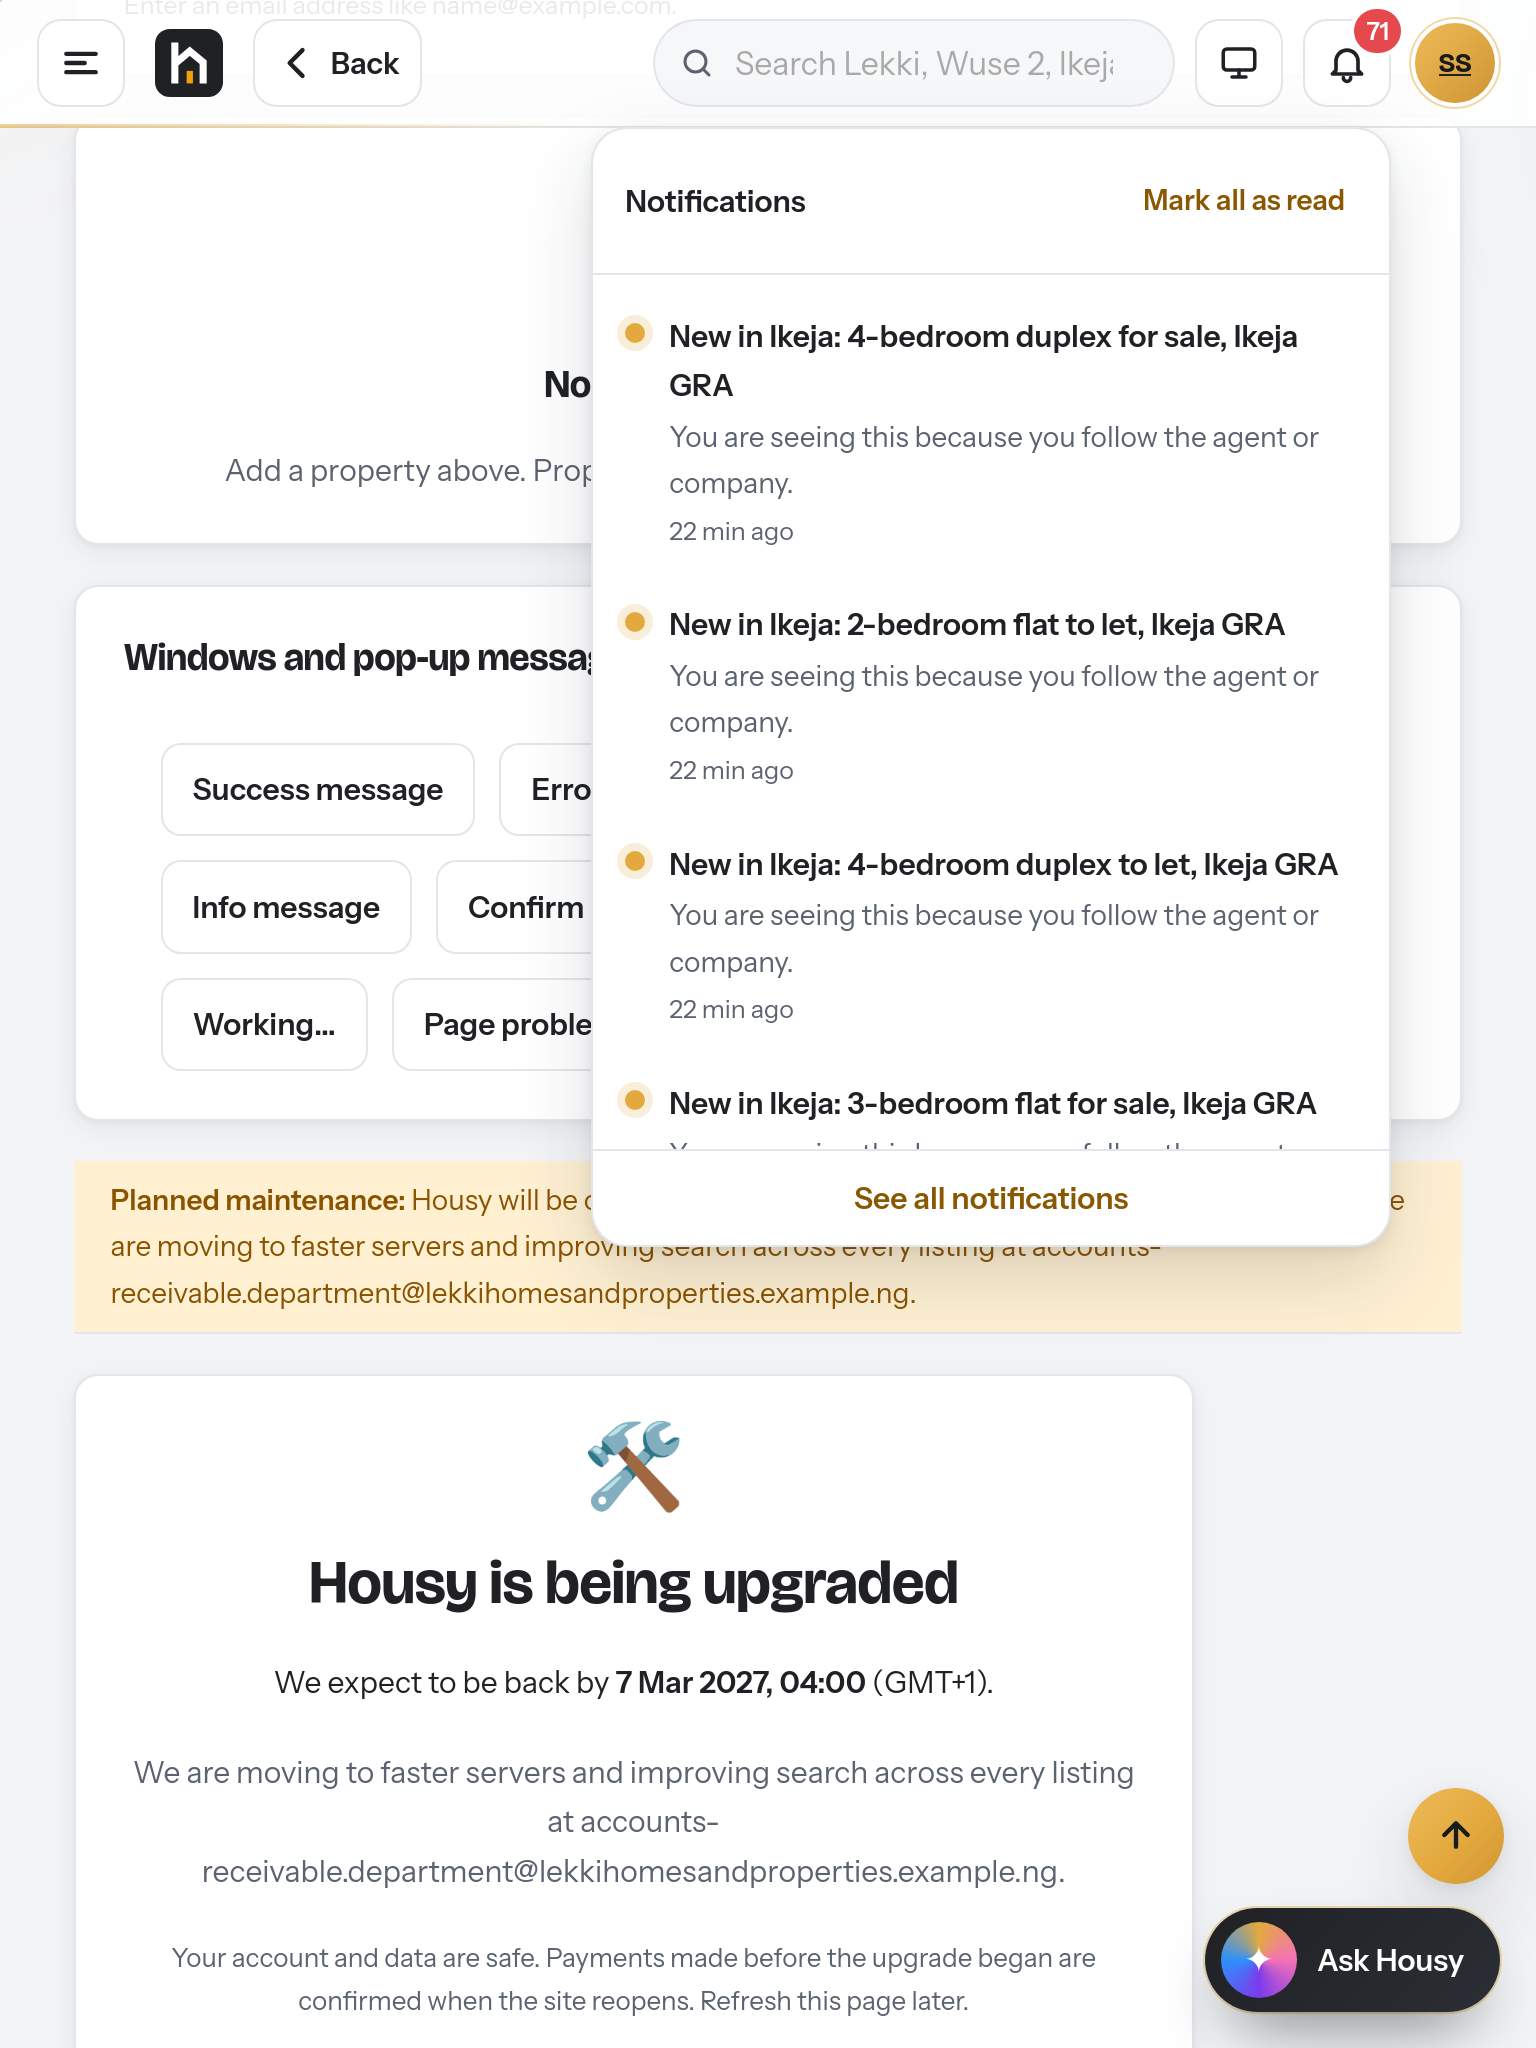 Enter an email address like name@example.com.
Back
Search Lekki, Wuse 2, Ikeja
71
SS
Notifications
Mark all as read
New in Ikeja: 4-bedroom duplex for sale, Ikeja
GRA
You are seeing this because you follow the agent or
company.
22 min ago
New in Ikeja: 2-bedroom flat to let, Ikeja GRA
You are seeing this because you follow the agent or
company.
22 min ago
New in Ikeja: 4-bedroom duplex to let, Ikeja GRA
You are seeing this because you follow the agent or
company.
22 min ago
New in Ikeja: 3-bedroom flat for sale, Ikeja GRA
See all notifications
No
Add a property above.
Windows and pop-up
Success message
Info message
Confirm
Working...
Page
Planned maintenance: Housy will be
are moving to faster servers and improving search across every listing at accounts-
receivable.department@lekkihomesandproperties.example.ng.
Housy is being upgraded
We expect to be back by 7 Mar 2027, 04:00 (GMT+1).
We are moving to faster servers and improving search across every listing
at accounts-
receivable.department@lekkihomesandproperties.example.ng.
Your account and data are safe. Payments made before the upgrade began are
confirmed when the site reopens. Refresh this page later.
Ask Housy